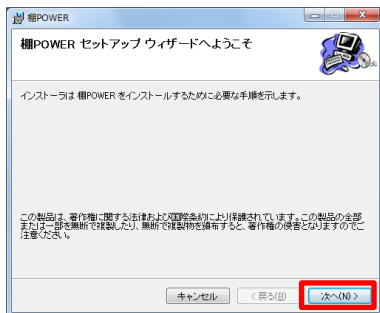 棚POWER
棚POWER セットアップ ウィザードへようこそ
インストーラは 棚POWER をインストールするために必要な手順を示します。
この製品は、著作権に関する法律および国際条約により保護されています。この製品の全部
または一部を無断で複製したり、無断で複製物を頒布すると、著作権の侵害となりますのでご
注意ください。
キャンセル
< 戻る(B)
次へ(N) >